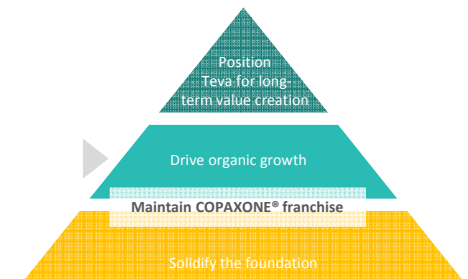 Position
Teva for long-
term value creation
Drive organic growth
Maintain COPAXONE® franchise
Solidify the foundation